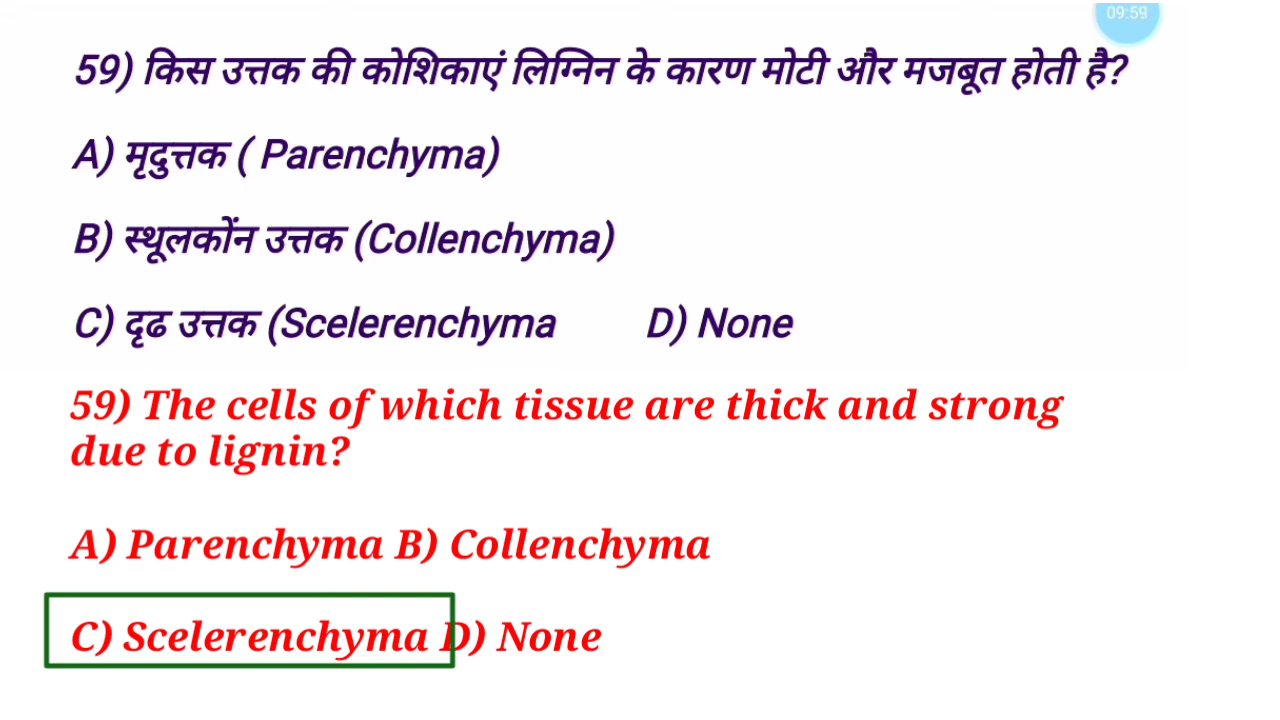 09:59
59) किस उत्तक की कोशिकाएं लिग्निन के कारण मोटी और मजबूत होती है?
A) मृदुत्तक ( Parenchyma)
B) स्थूलकोंन उत्तक (Collenchyma)
C) दृढ उत्तक (Scelerenchyma D) None
59) The cells of which tissue are thick and strong
due to lignin?
A) Parenchyma B) Collenchyma
C) Scelerenchyma D) None